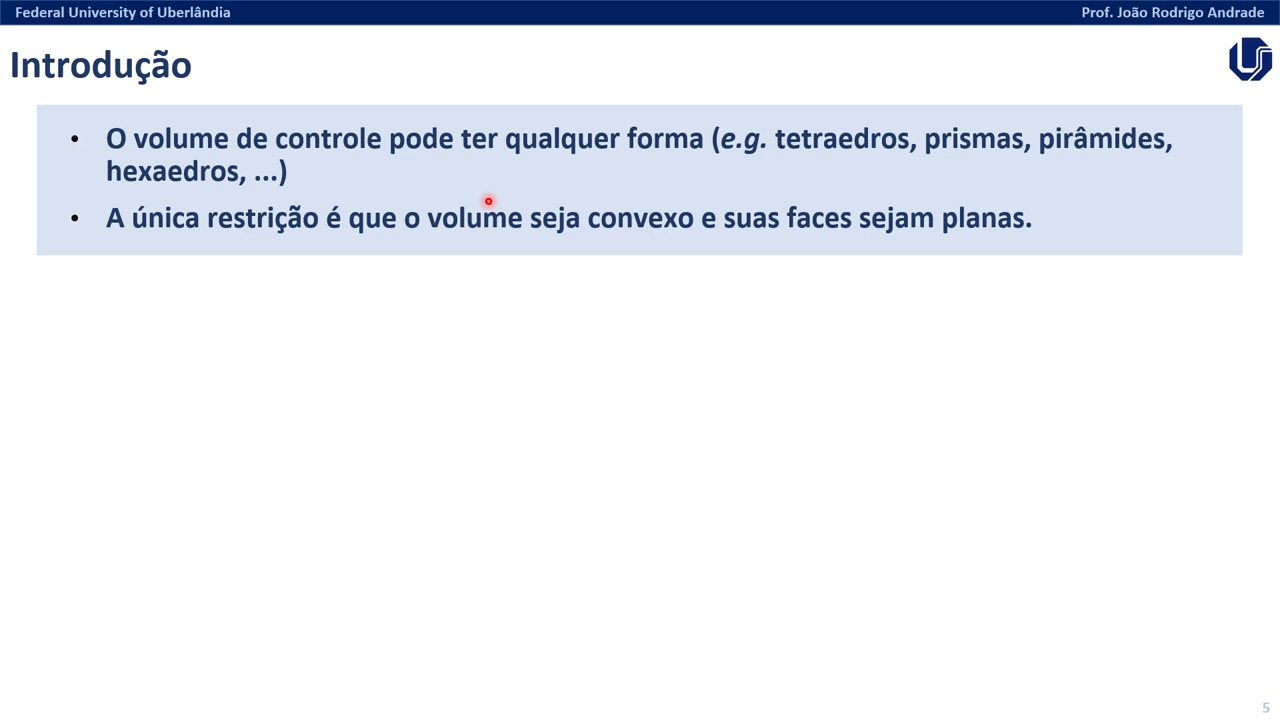 Federal University of Uberlândia
Prof. João Rodrigo Andrade
Introdução
• O volume de controle pode ter qualquer forma (e.g. tetraedros, prismas, pirâmides,
hexaedros, ...)
• A única restrição é que o volume seja convexo e suas faces sejam planas.
5